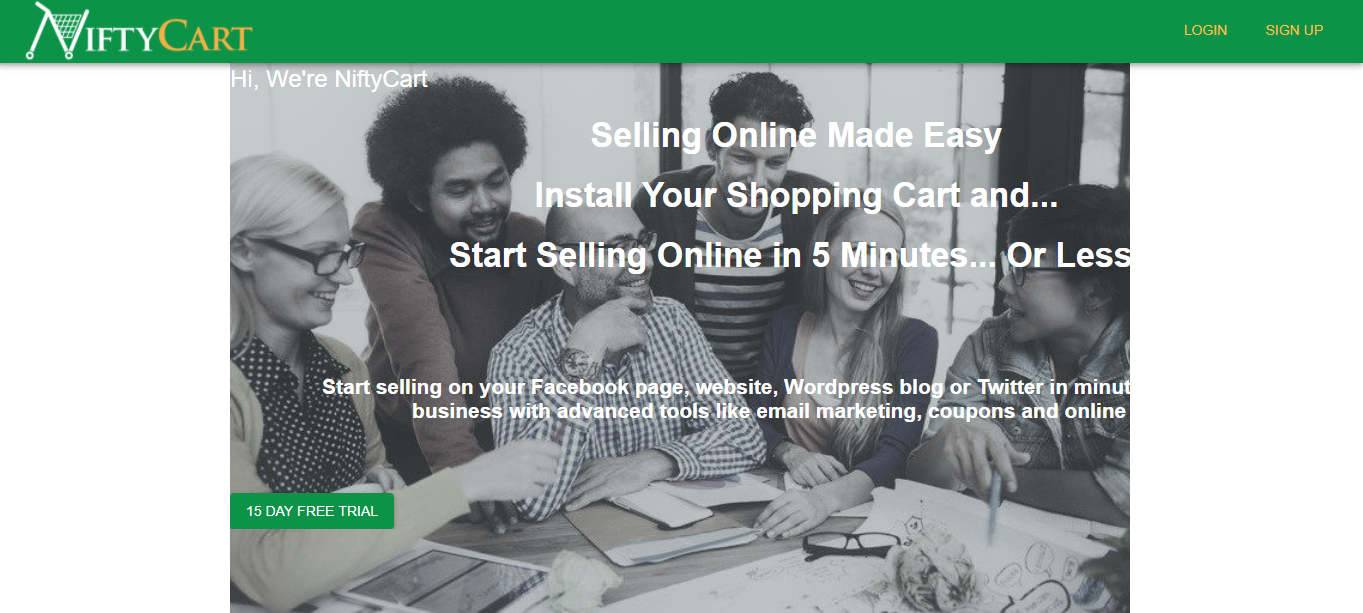 NIFTYCART
LOGIN
SIGN UP
Hi, We're NiftyCart
Selling Online Made Easy
Install Your Shopping Cart and...
Start Selling Online in 5 Minutes... Or Less
Start selling on your Facebook page, website, Wordpress blog or Twitter in minut
business with advanced tools like email marketing, coupons and online
15 DAY FREE TRIAL